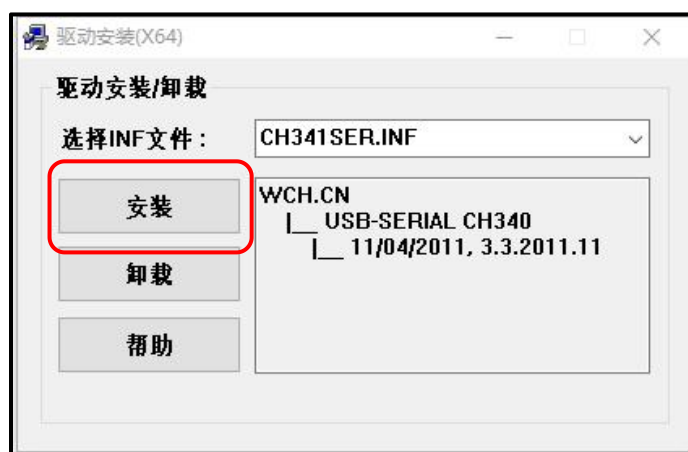 驱动安装(X64)
驱动安装/卸载
选择INF文件：
CH341SER.INF
安装
卸载
帮助
WCH.CN
|__ USB-SERIAL CH340
|__ 11/04/2011, 3.3.2011.11